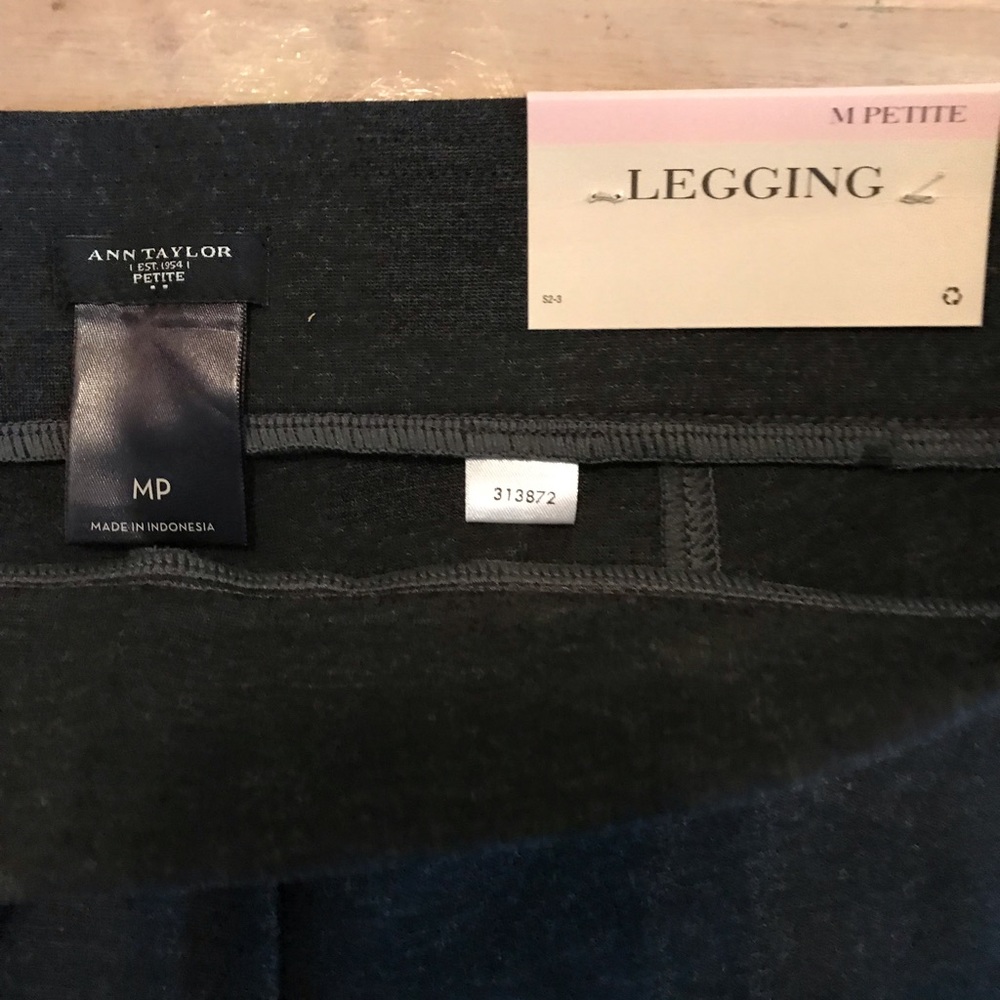 M PETITE
LEGGING
S2-3
ANN TAYLOR
EST. 1954
PETITE
MP
MADE IN INDONESIA
313872